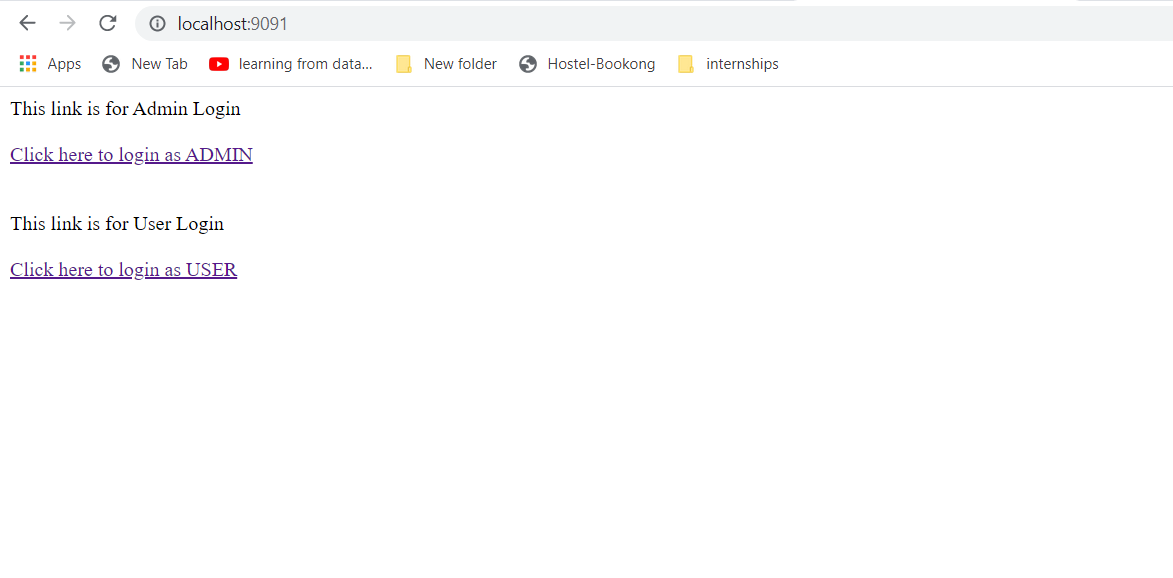 localhost:9091
Apps New Tab learning from data... New folder Hostel-Bookong internships
This link is for Admin Login
Click here to login as ADMIN
This link is for User Login
Click here to login as USER